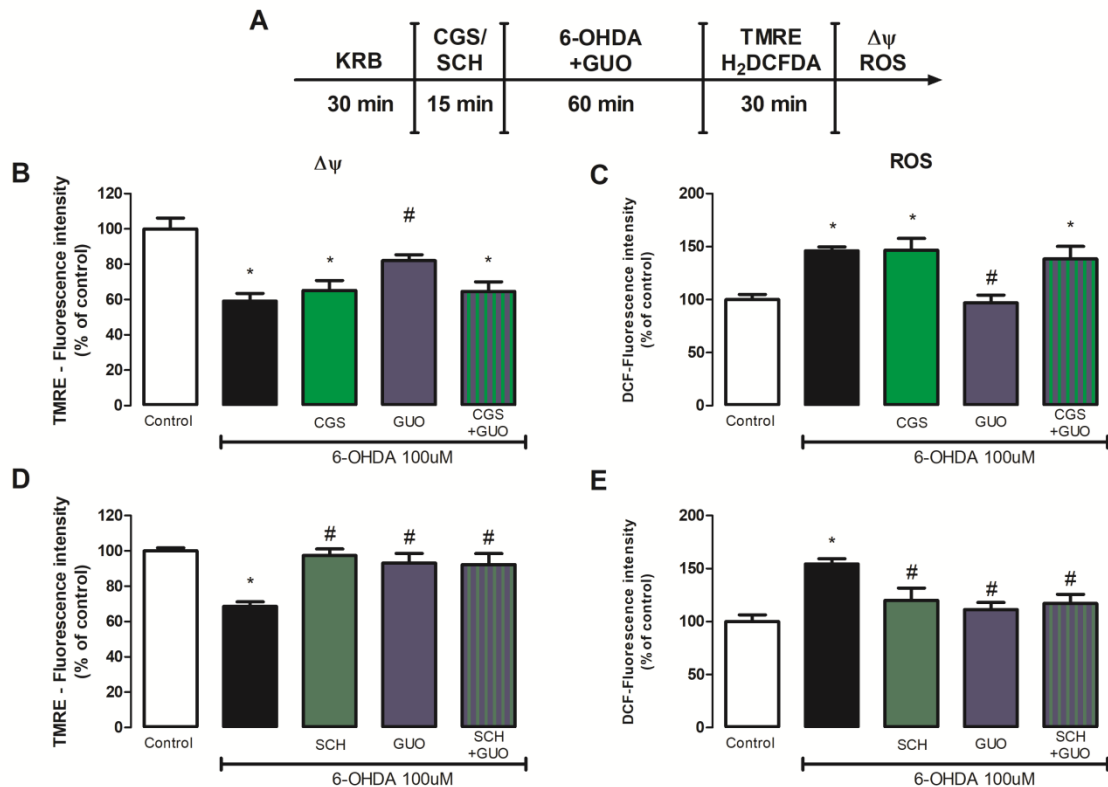 A
KRB
CGS/
SCH
6-OHDA
+GUO
TMRE
H₂DCFDA
Δψ
ROS
30 min
15 min
60 min
30 min
B
Δψ
TMRE - Fluorescence intensity
(% of control)
120
100
80
60
40
20
0
*
*
#
*
Control
CGS
GUO
CGS
+GUO
6-OHDA 100uM
C
ROS
DCF-Fluorescence intensity
(% of control)
200
150
100
50
0
*
*
#
*
Control
CGS
GUO
CGS
+GUO
6-OHDA 100uM
D
TMRE - Fluorescence intensity
(% of control)
120
100
80
60
40
20
0
*
#
#
#
Control
SCH
GUO
SCH
+GUO
6-OHDA 100uM
E
DCF-Fluorescence intensity
(% of control)
200
150
100
50
0
*
#
#
#
Control
SCH
GUO
SCH
+GUO
6-OHDA 100uM